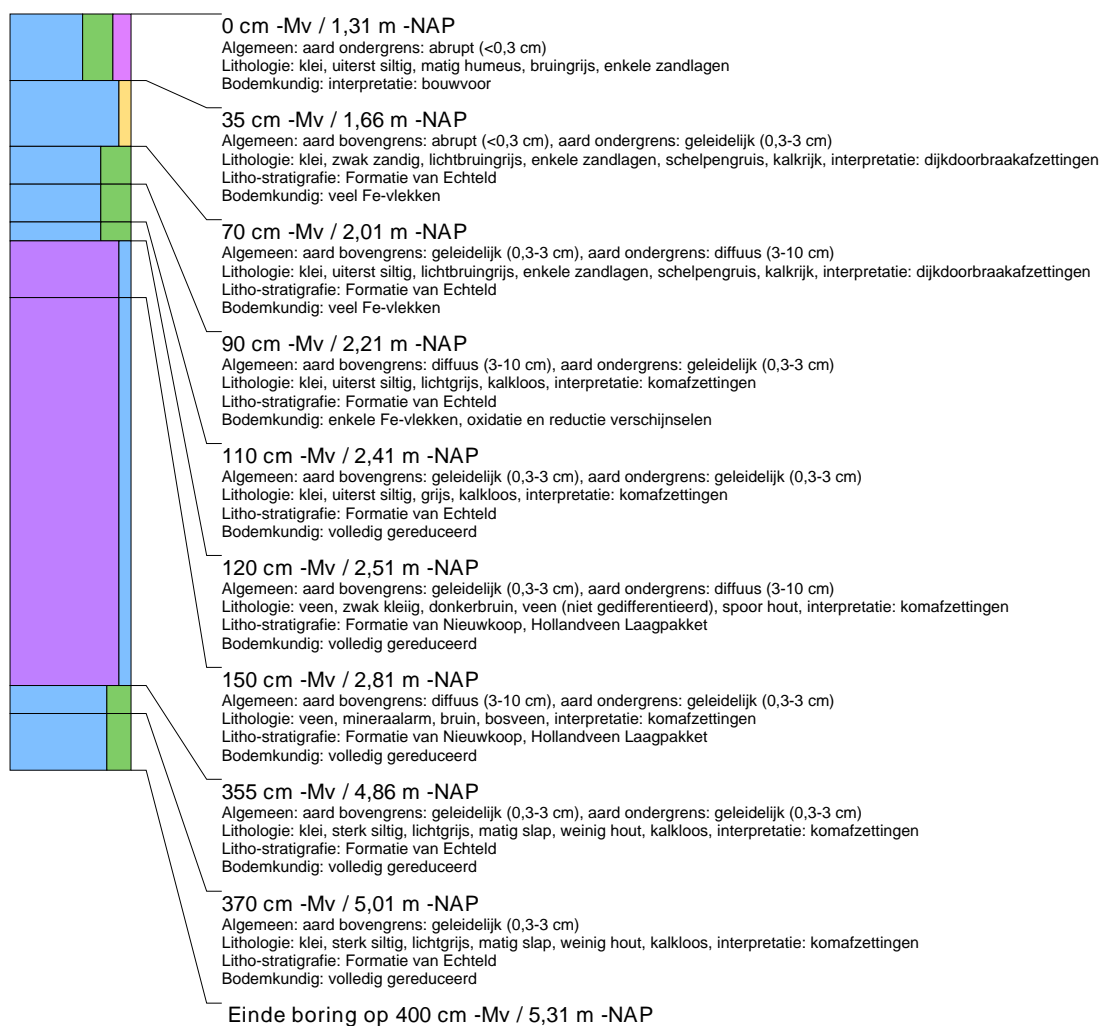 0 cm -Mv / 1,31 m -NAP
Algemeen: aard ondergrens: abrupt (<0,3 cm)
Lithologie: klei, uiterst siltig, matig humeus, bruingrijs, enkele zandlagen
Bodemkundig: interpretatie: bouwvoor
35 cm -Mv / 1,66 m -NAP
Algemeen: aard bovengrens: abrupt (<0,3 cm), aard ondergrens: geleidelijk (0,3-3 cm)
Lithologie: klei, zwak zandig, lichtbruingrijs, enkele zandlagen, schelpengruis, kalkrijk, interpretatie: dijkdoorbraakafzettingen
Litho-stratigrafie: Formatie van Echteld
Bodemkundig: veel Fe-vlekken
70 cm -Mv / 2,01 m -NAP
Algemeen: aard bovengrens: geleidelijk (0,3-3 cm), aard ondergrens: diffuus (3-10 cm)
Lithologie: klei, uiterst siltig, lichtbruingrijs, enkele zandlagen, schelpengruis, kalkrijk, interpretatie: dijkdoorbraakafzettingen
Litho-stratigrafie: Formatie van Echteld
Bodemkundig: veel Fe-vlekken
90 cm -Mv / 2,21 m -NAP
Algemeen: aard bovengrens: diffuus (3-10 cm), aard ondergrens: geleidelijk (0,3-3 cm)
Lithologie: klei, uiterst siltig, lichtgrijs, kalkloos, interpretatie: komafzettingen
Litho-stratigrafie: Formatie van Echteld
Bodemkundig: enkele Fe-vlekken, oxidatie en reductie verschijnselen
110 cm -Mv / 2,41 m -NAP
Algemeen: aard bovengrens: geleidelijk (0,3-3 cm), aard ondergrens: geleidelijk (0,3-3 cm)
Lithologie: klei, uiterst siltig, grijs, kalkloos, interpretatie: komafzettingen
Litho-stratigrafie: Formatie van Echteld
Bodemkundig: volledig gereduceerd
120 cm -Mv / 2,51 m -NAP
Algemeen: aard bovengrens: geleidelijk (0,3-3 cm), aard ondergrens: diffuus (3-10 cm)
Lithologie: veen, zwak kleiig, donkerbruin, veen (niet gedifferentieerd), spoor hout, interpretatie: komafzettingen
Litho-stratigrafie: Formatie van Nieuwkoop, Hollandveen Laagpakket
Bodemkundig: volledig gereduceerd
150 cm -Mv / 2,81 m -NAP
Algemeen: aard bovengrens: diffuus (3-10 cm), aard ondergrens: geleidelijk (0,3-3 cm)
Lithologie: veen, mineraalarm, bruin, bosveen, interpretatie: komafzettingen
Litho-stratigrafie: Formatie van Nieuwkoop, Hollandveen Laagpakket
Bodemkundig: volledig gereduceerd
355 cm -Mv / 4,86 m -NAP
Algemeen: aard bovengrens: geleidelijk (0,3-3 cm), aard ondergrens: geleidelijk (0,3-3 cm)
Lithologie: klei, sterk siltig, lichtgrijs, matig slap, weinig hout, kalkloos, interpretatie: komafzettingen
Litho-stratigrafie: Formatie van Echteld
Bodemkundig: volledig gereduceerd
370 cm -Mv / 5,01 m -NAP
Algemeen: aard bovengrens: geleidelijk (0,3-3 cm)
Lithologie: klei, sterk siltig, lichtgrijs, matig slap, weinig hout, kalkloos, interpretatie: komafzettingen
Litho-stratigrafie: Formatie van Echteld
Bodemkundig: volledig gereduceerd
Einde boring op 400 cm -Mv / 5,31 m -NAP